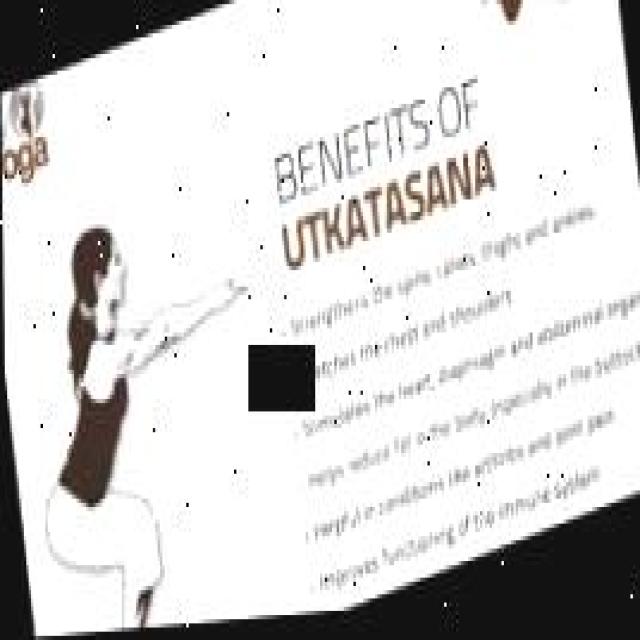 oga
BENEFITS OF
UTKATASANA
- Strengthens the spine, calves, thighs and ankles
the chest and shoulders
- Stimulates the heart, diaphragm and abdominal
- Helps reduce fat in the body, especially in the buttocks
- Helpful in conditions like arthritis and joint pain
- Improves functioning of the immune system